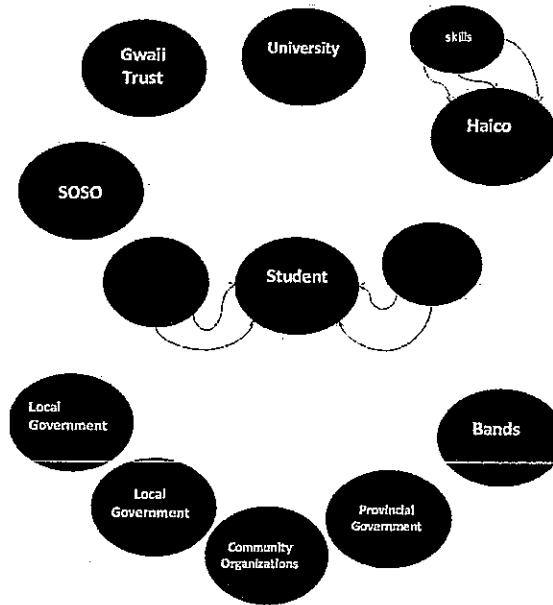 Gwaii
Trust
University
skills
Haico
SOSO
Student
Local
Government
Bands
Local
Government
Provincial
Government
Community
Organizations